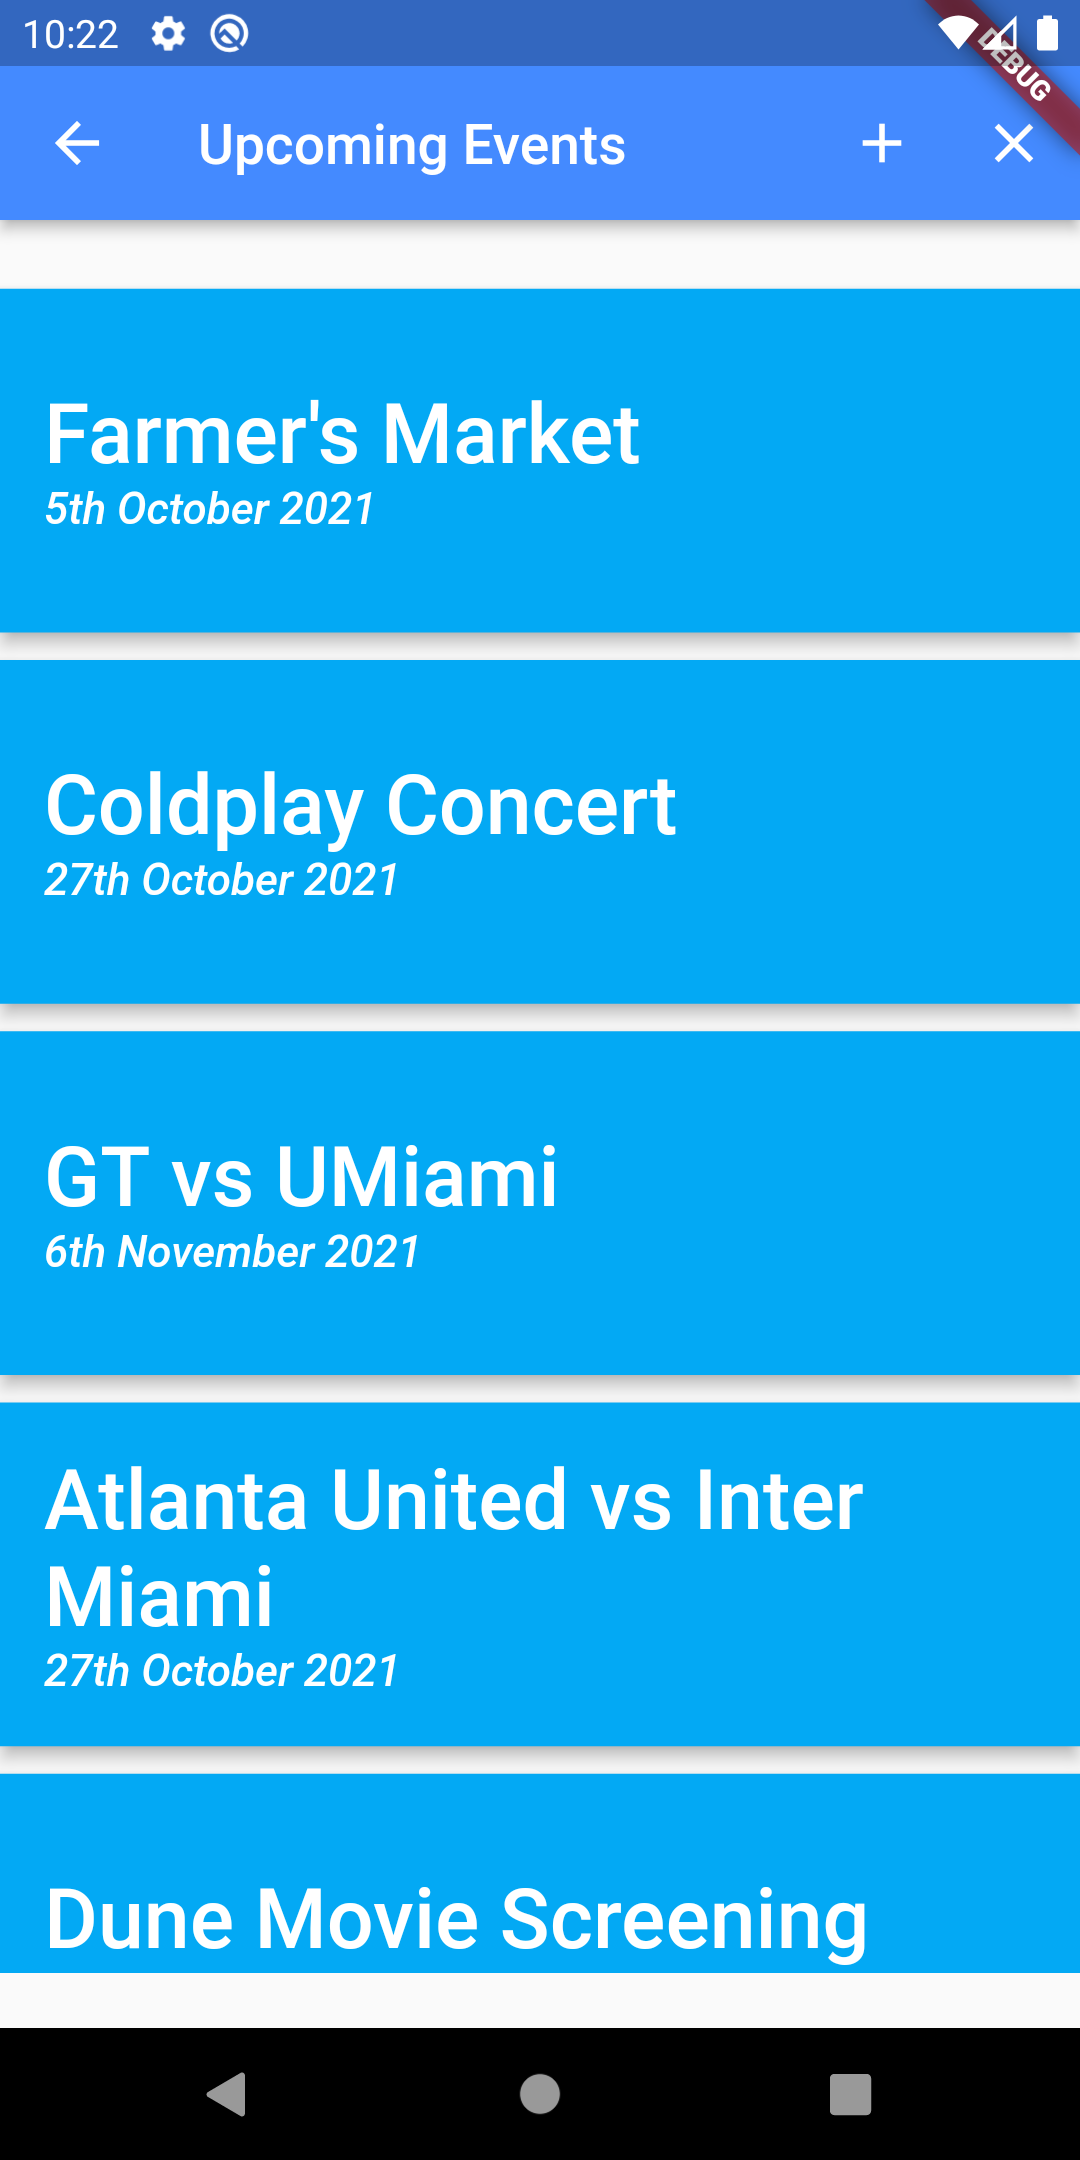 10:22
DEBUG
Upcoming Events
Farmer's Market
5th October 2021
Coldplay Concert
27th October 2021
GT vs UMiami
6th November 2021
Atlanta United vs Inter
Miami
27th October 2021
Dune Movie Screening